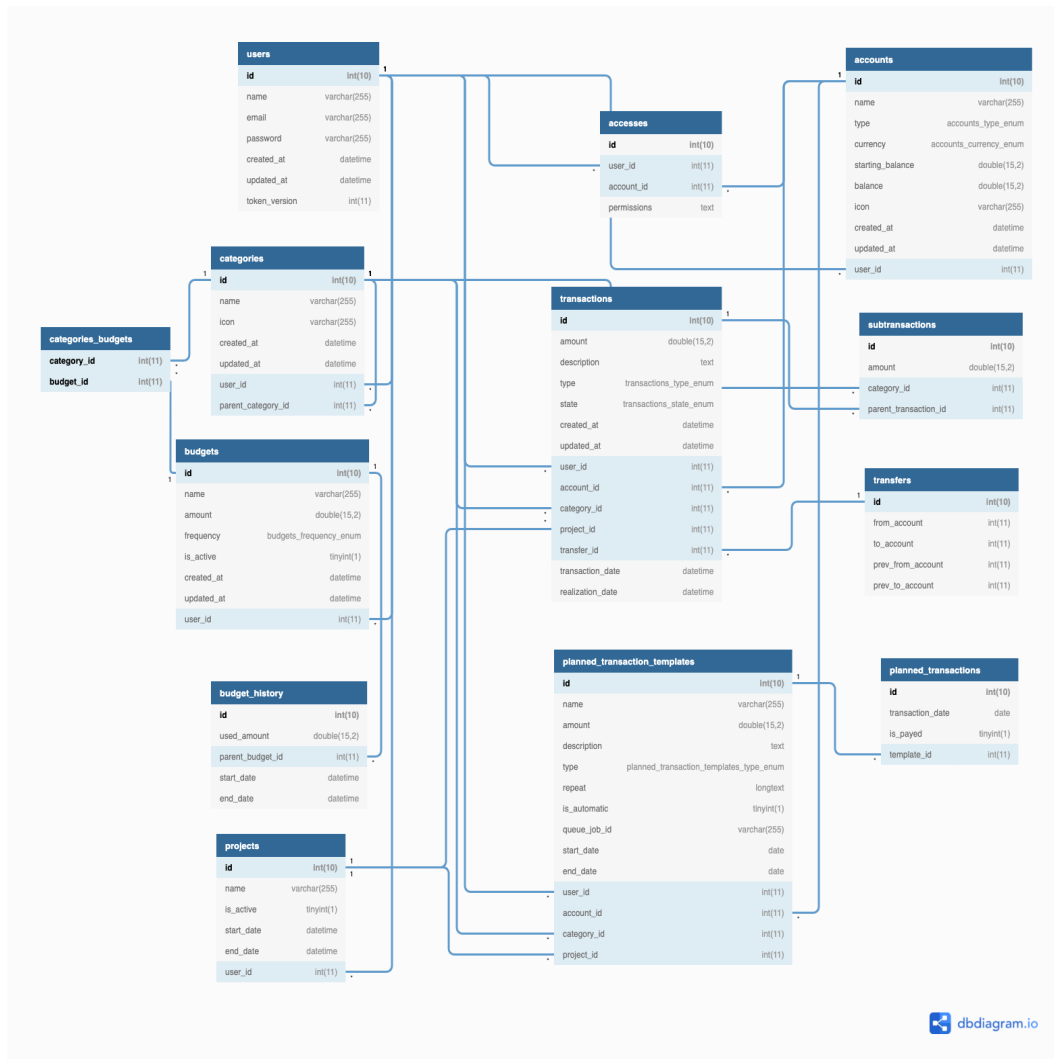 users
id int(10)
name varchar(255)
email varchar(255)
password varchar(255)
created_at datetime
updated_at datetime
token_version int(11)
1
accesses
id int(10)
user_id int(11)
account_id int(11)
permissions text
accounts
1
id int(10)
name varchar(255)
type accounts_type_enum
currency accounts_currency_enum
starting_balance double(15,2)
balance double(15,2)
icon varchar(255)
created_at datetime
updated_at datetime
user_id int(11)
categories
1
1
id int(10)
name varchar(255)
icon varchar(255)
created_at datetime
updated_at datetime
user_id int(11)
parent_category_id int(11)
categories_budgets
category_id int(11)
budget_id int(11)
transactions
id int(10)
1
amount double(15,2)
description text
type transactions_type_enum
state transactions_state_enum
created_at datetime
updated_at datetime
user_id int(11)
account_id int(11)
category_id int(11)
project_id int(11)
transfer_id int(11)
transaction_date datetime
realization_date datetime
subtransactions
id int(10)
amount double(15,2)
category_id int(11)
parent_transaction_id int(11)
budgets
1
id int(10)
1
name varchar(255)
amount double(15,2)
frequency budgets_frequency_enum
is_active tinyint(1)
created_at datetime
updated_at datetime
user_id int(11)
transfers
1
id int(10)
from_account int(11)
to_account int(11)
prev_from_account int(11)
prev_to_account int(11)
budget_history
id int(10)
used_amount double(15,2)
parent_budget_id int(11)
start_date datetime
end_date datetime
planned_transaction_templates
id int(10)
1
name varchar(255)
amount double(15,2)
description text
type planned_transaction_templates_type_enum
repeat longtext
is_automatic tinyint(1)
queue_job_id varchar(255)
start_date date
end_date date
user_id int(11)
account_id int(11)
category_id int(11)
project_id int(11)
planned_transactions
id int(10)
transaction_date date
is_payed tinyint(1)
template_id int(11)
projects
1
id int(10)
1
name varchar(255)
is_active tinyint(1)
start_date datetime
end_date datetime
user_id int(11)
dbdiagram.io